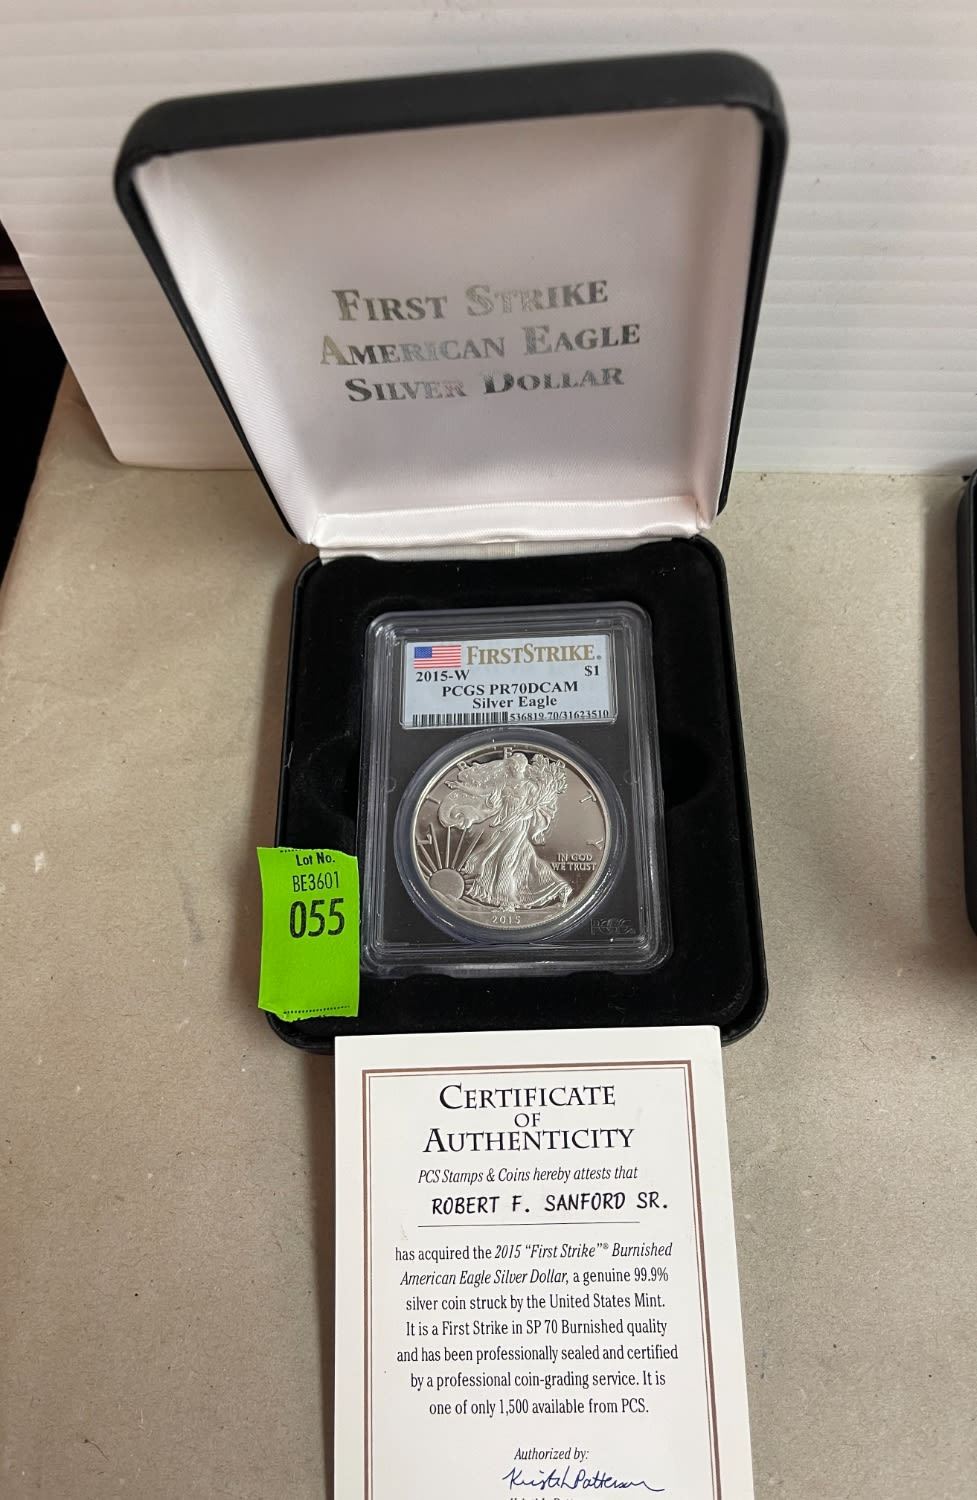 FIRST STRIKE
AMERICAN EAGLE
SILVER DOLLAR
FIRSTSTRIKE®
2015-W $1
PCGS PR70DCAM
Silver Eagle
536819.70/31623510
LIBERTY
IN GOD
WE TRUST
2015
PCGS
Lot No.
BE3601
055
CERTIFICATE
OF
AUTHENTICITY
PCS Stamps & Coins hereby attests that
ROBERT F. SANFORD SR.
has acquired the 2015 “First Strike”® Burnished
American Eagle Silver Dollar, a genuine 99.9%
silver coin struck by the United States Mint.
It is a First Strike in SP 70 Burnished quality
and has been professionally sealed and certified
by a professional coin-grading service. It is
one of only 1,500 available from PCS.
Authorized by: